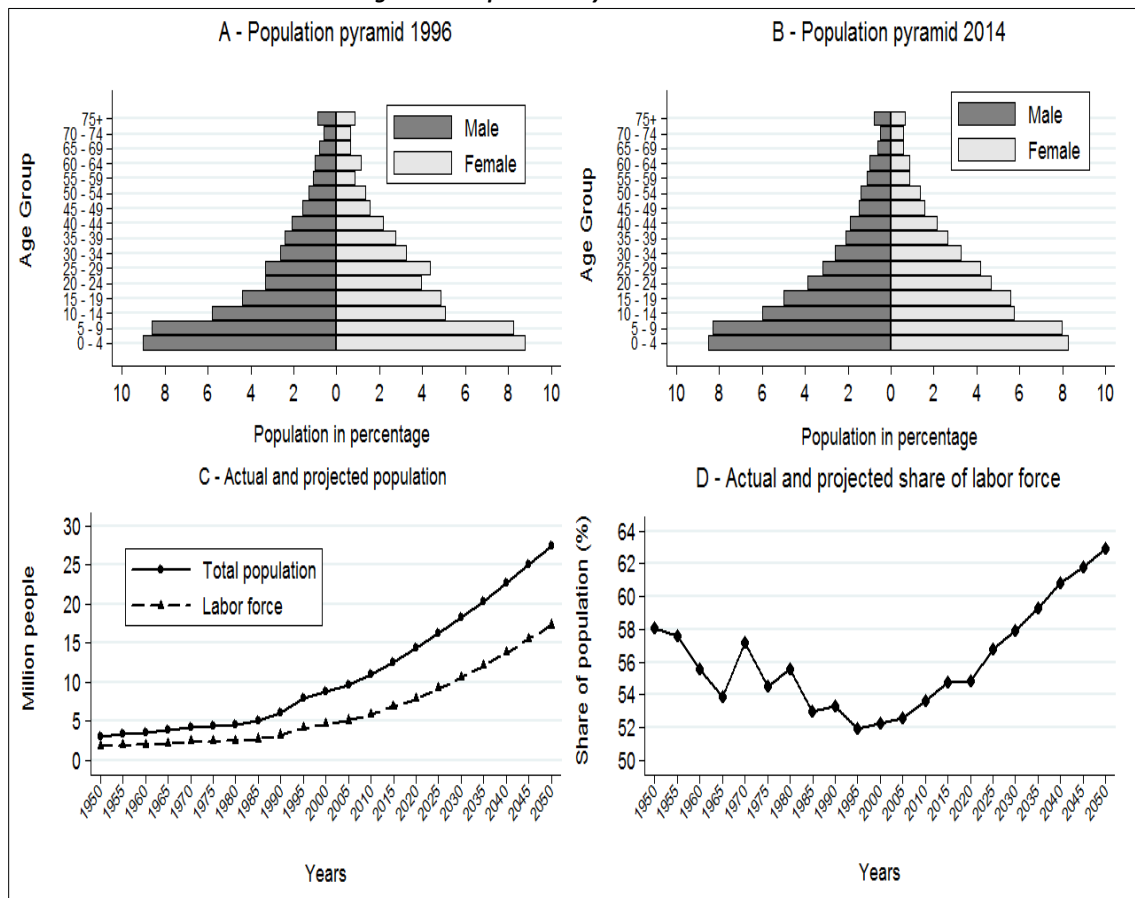 A - Population pyramid 1996
75+
70 - 74
65 - 69
60 - 64
55 - 59
50 - 54
45 - 49
40 - 44
35 - 39
30 - 34
25 - 29
20 - 24
15 - 19
10 - 14
5 - 9
0 - 4
Age Group
Male
Female
10 8 6 4 2 0 2 4 6 8 10
Population in percentage
B - Population pyramid 2014
75+
70 - 74
65 - 69
60 - 64
55 - 59
50 - 54
45 - 49
40 - 44
35 - 39
30 - 34
25 - 29
20 - 24
15 - 19
10 - 14
5 - 9
0 - 4
Age Group
Male
Female
10 8 6 4 2 0 2 4 6 8 10
Population in percentage
C - Actual and projected population
30
25
20
15
10
5
0
Million people
Total population
Labor force
1950 1955 1960 1965 1970 1975 1980 1985 1990 1995 2000 2005 2010 2015 2020 2025 2030 2035 2040 2045 2050
Years
D - Actual and projected share of labor force
64
62
60
58
56
54
52
50
Share of population (%)
1950 1955 1960 1965 1970 1975 1980 1985 1990 1995 2000 2005 2010 2015 2020 2025 2030 2035 2040 2045 2050
Years